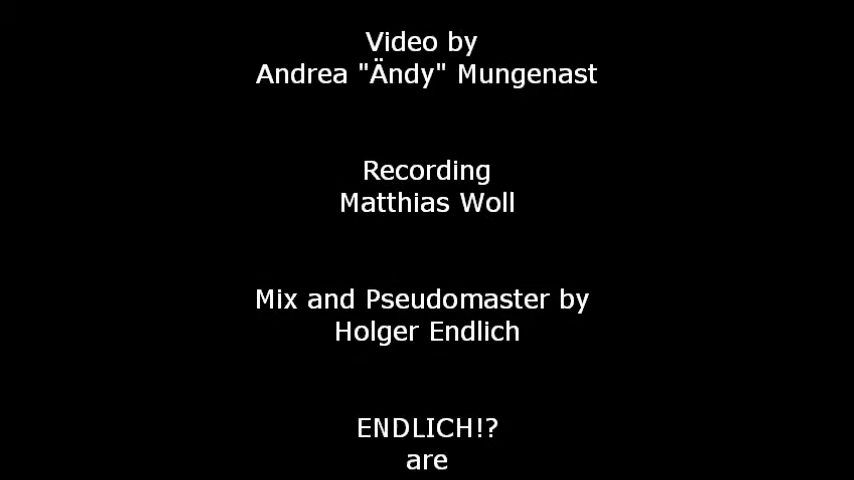 Video by
Andrea "Ändy" Mungenast
Recording
Matthias Woll
Mix and Pseudomaster by
Holger Endlich
ENDLICH!?
are